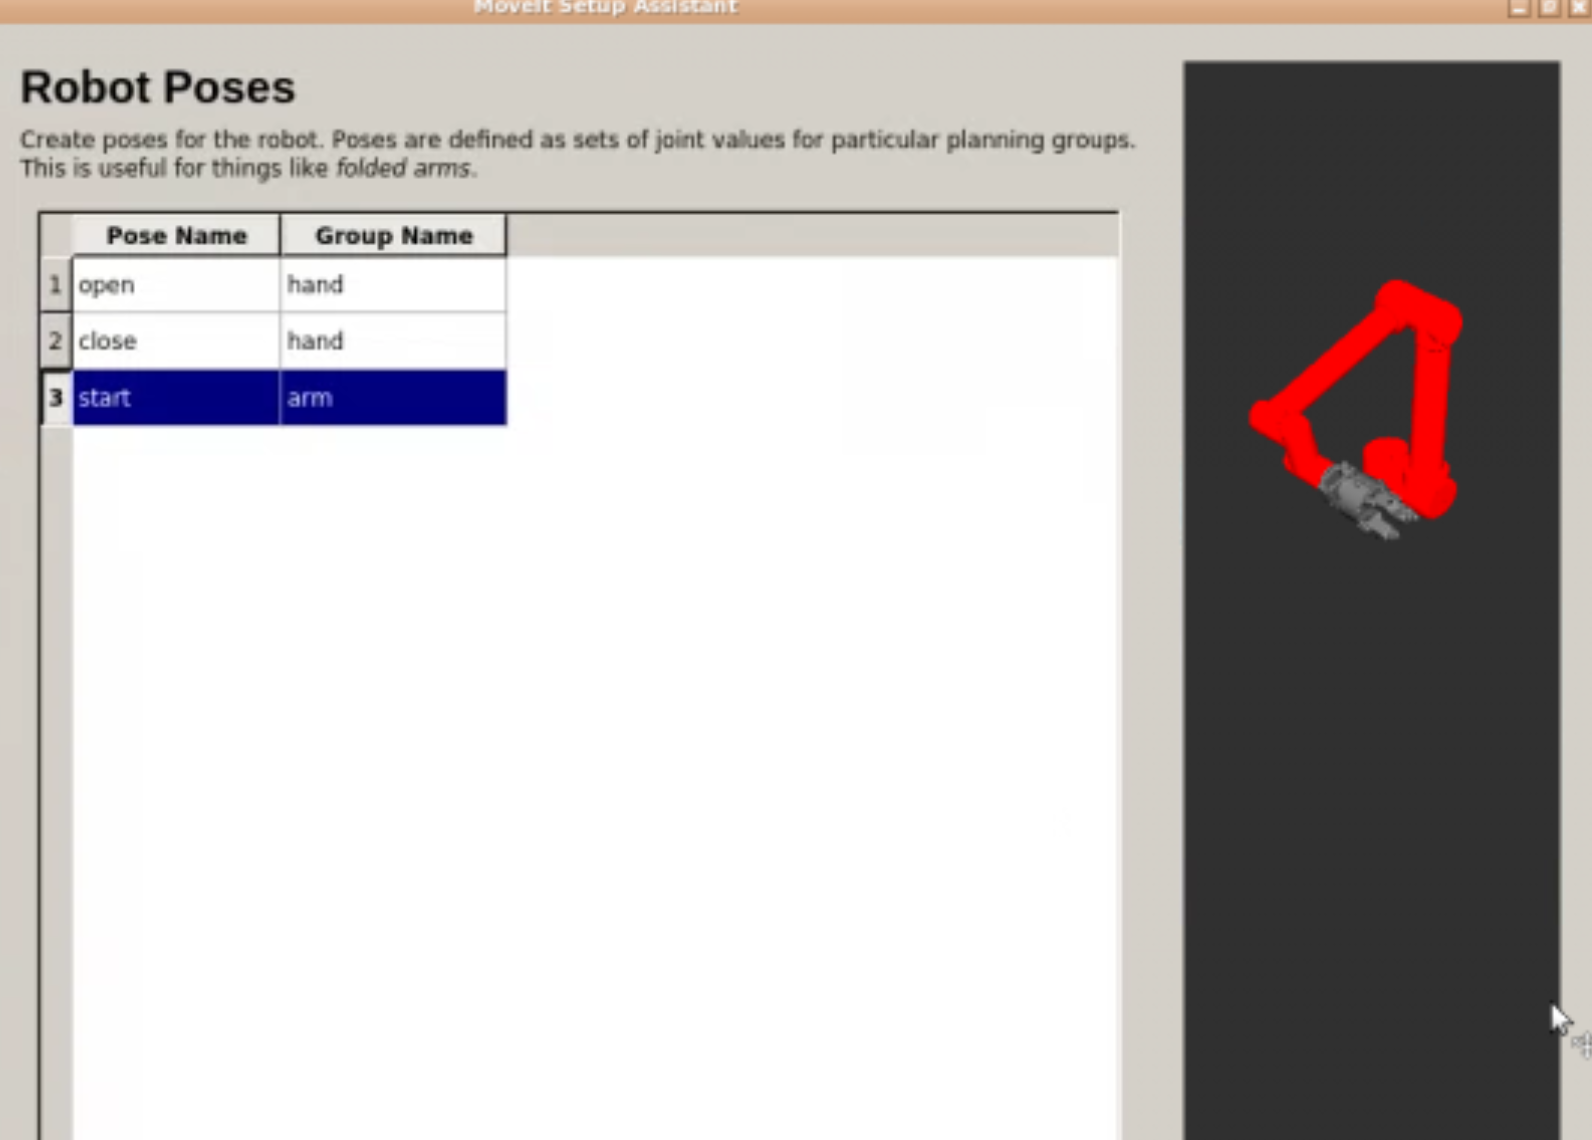 MoveIt Setup Assistant
Robot Poses
Create poses for the robot. Poses are defined as sets of joint values for particular planning groups.
This is useful for things like folded arms.
Pose Name Group Name
1 open hand
2 close hand
3 start arm